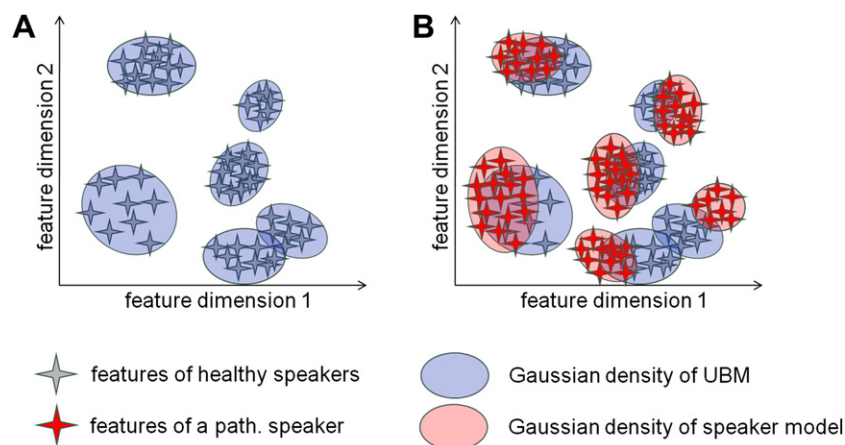 A
feature dimension 2
feature dimension 1
B
feature dimension 2
feature dimension 1
features of healthy speakers
features of a path. speaker
Gaussian density of UBM
Gaussian density of speaker model